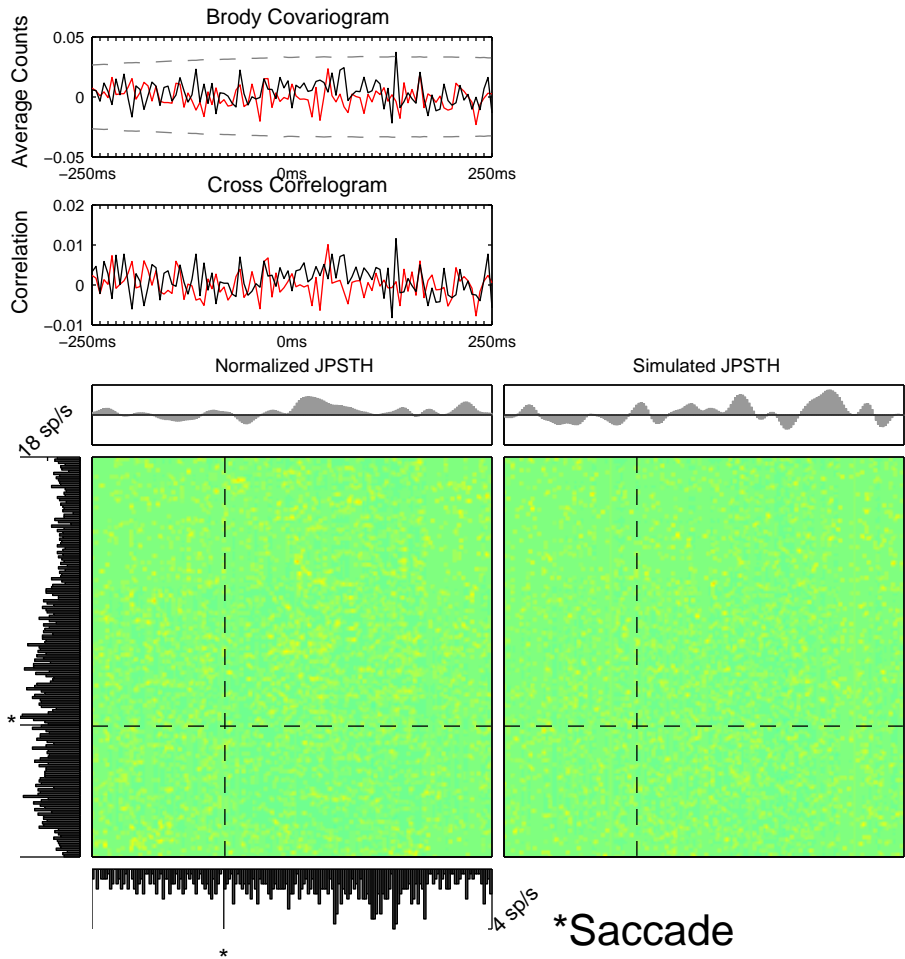 Brody Covariogram
Average Counts
0.05
0
−0.05
−250ms
0ms
250ms
Cross Correlogram
Correlation
0.02
0.01
0
−0.01
−250ms
0ms
250ms
Normalized JPSTH
Simulated JPSTH
18 sp/s
*
4 sp/s
*Saccade
*